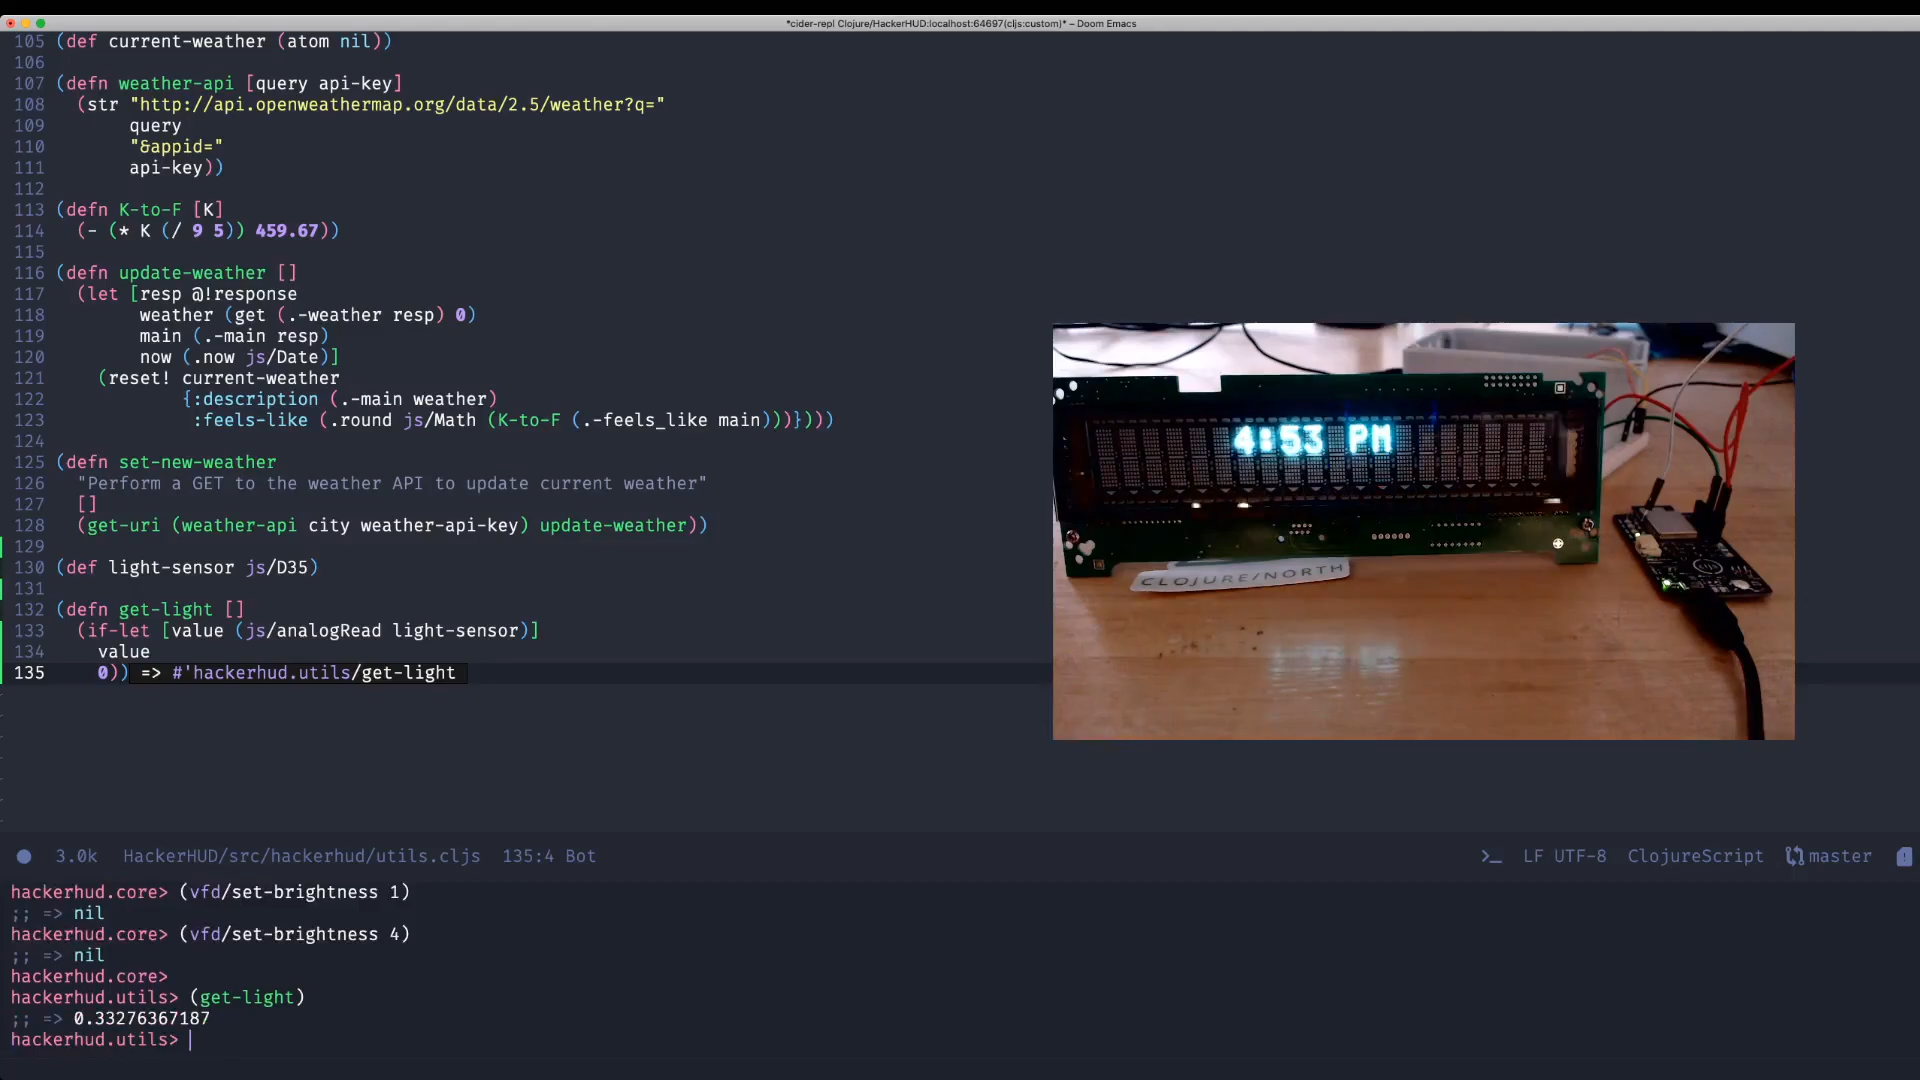 *cider-repl Clojure/HackerHUD:localhost:64697(cljs:custom)* – Doom Emacs
105 (def current-weather (atom nil))
106
107 (defn weather-api [query api-key]
108   (str "http://api.openweathermap.org/data/2.5/weather?q="
109        query
110        "&appid="
111        api-key))
112
113 (defn K-to-F [K]
114   (- (* K (/ 9 5)) 459.67))
115
116 (defn update-weather []
117   (let [resp @!response
118         weather (get (.-weather resp) 0)
119         main (.-main resp)
120         now (.now js/Date)]
121     (reset! current-weather
122             {:description (.-main weather)
123              :feels-like (.round js/Math (K-to-F (.-feels_like main)))})))
124
125 (defn set-new-weather
126   "Perform a GET to the weather API to update current weather"
127   []
128   (get-uri (weather-api city weather-api-key) update-weather))
129
130 (def light-sensor js/D35)
131
132 (defn get-light []
133   (if-let [value (js/analogRead light-sensor)]
134     value
135     0)) => #'hackerhud.utils/get-light
4:53 PM
CLOJURE/NORTH
3.0k HackerHUD/src/hackerhud/utils.cljs 135:4 Bot
LF UTF-8 ClojureScript master
hackerhud.core> (vfd/set-brightness 1)
;; => nil
hackerhud.core> (vfd/set-brightness 4)
;; => nil
hackerhud.core>
hackerhud.utils> (get-light)
;; => 0.33276367187
hackerhud.utils>